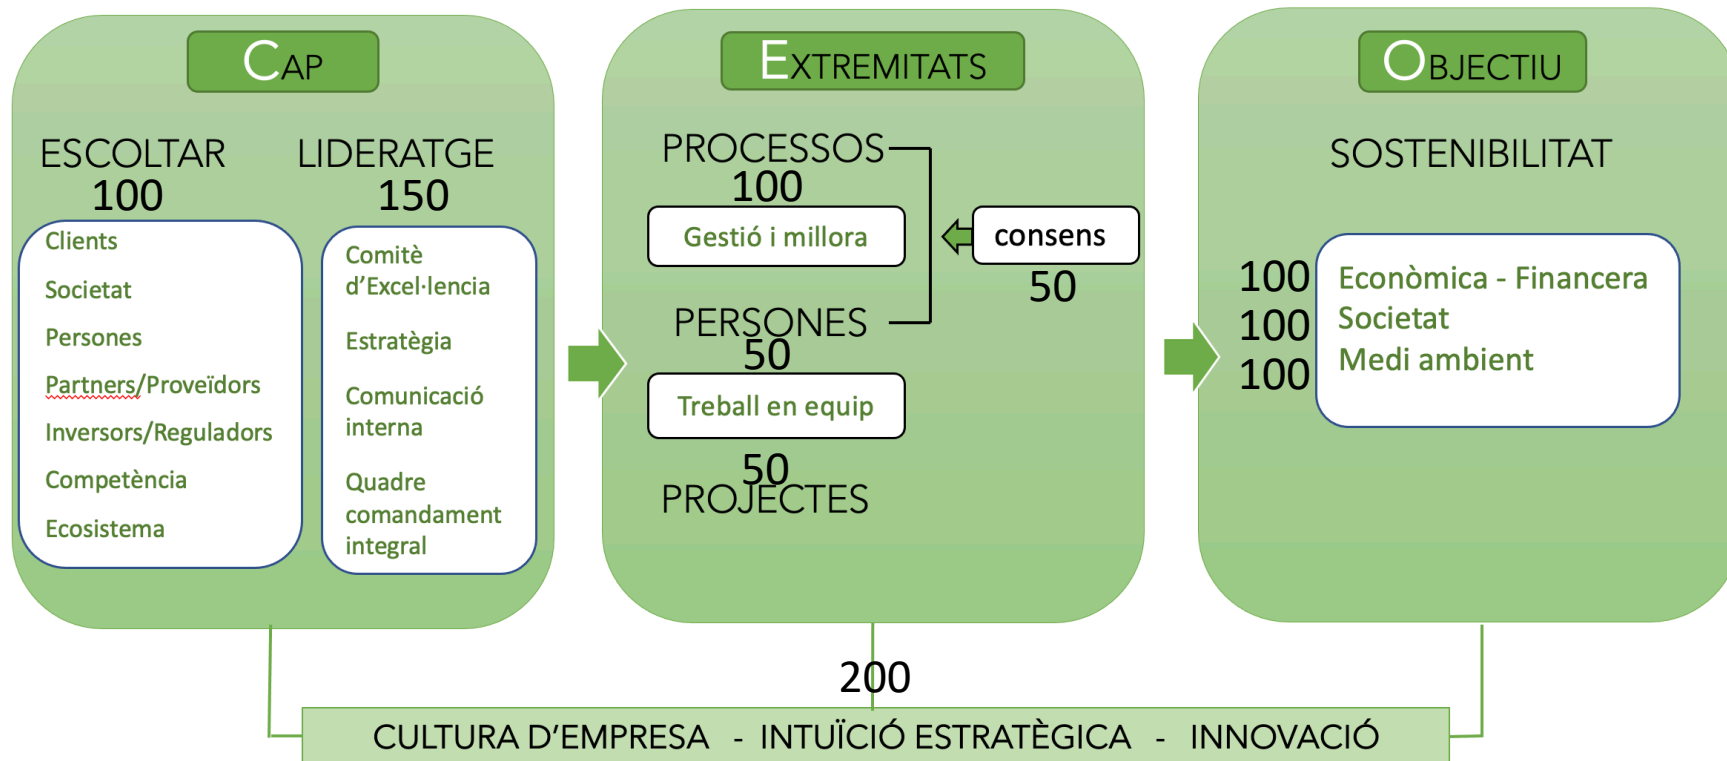 CAP
ESCOLTAR
100
Clients
Societat
Persones
Partners/Proveïdors
Inversors/Reguladors
Competència
Ecosistema
LIDERATGE
150
Comitè
d'Excel·lencia
Estratègia
Comunicació
interna
Quadre
comandament
integral
EXTREMITATS
PROCESSOS
100
Gestió i millora
consens
50
PERSONES
50
Treball en equip
50
PROJECTES
OBJECTIU
SOSTENIBILITAT
100 Econòmica - Financera
100 Societat
100 Medi ambient
200
CULTURA D'EMPRESA - INTUÏCIÓ ESTRATÈGICA - INNOVACIÓ